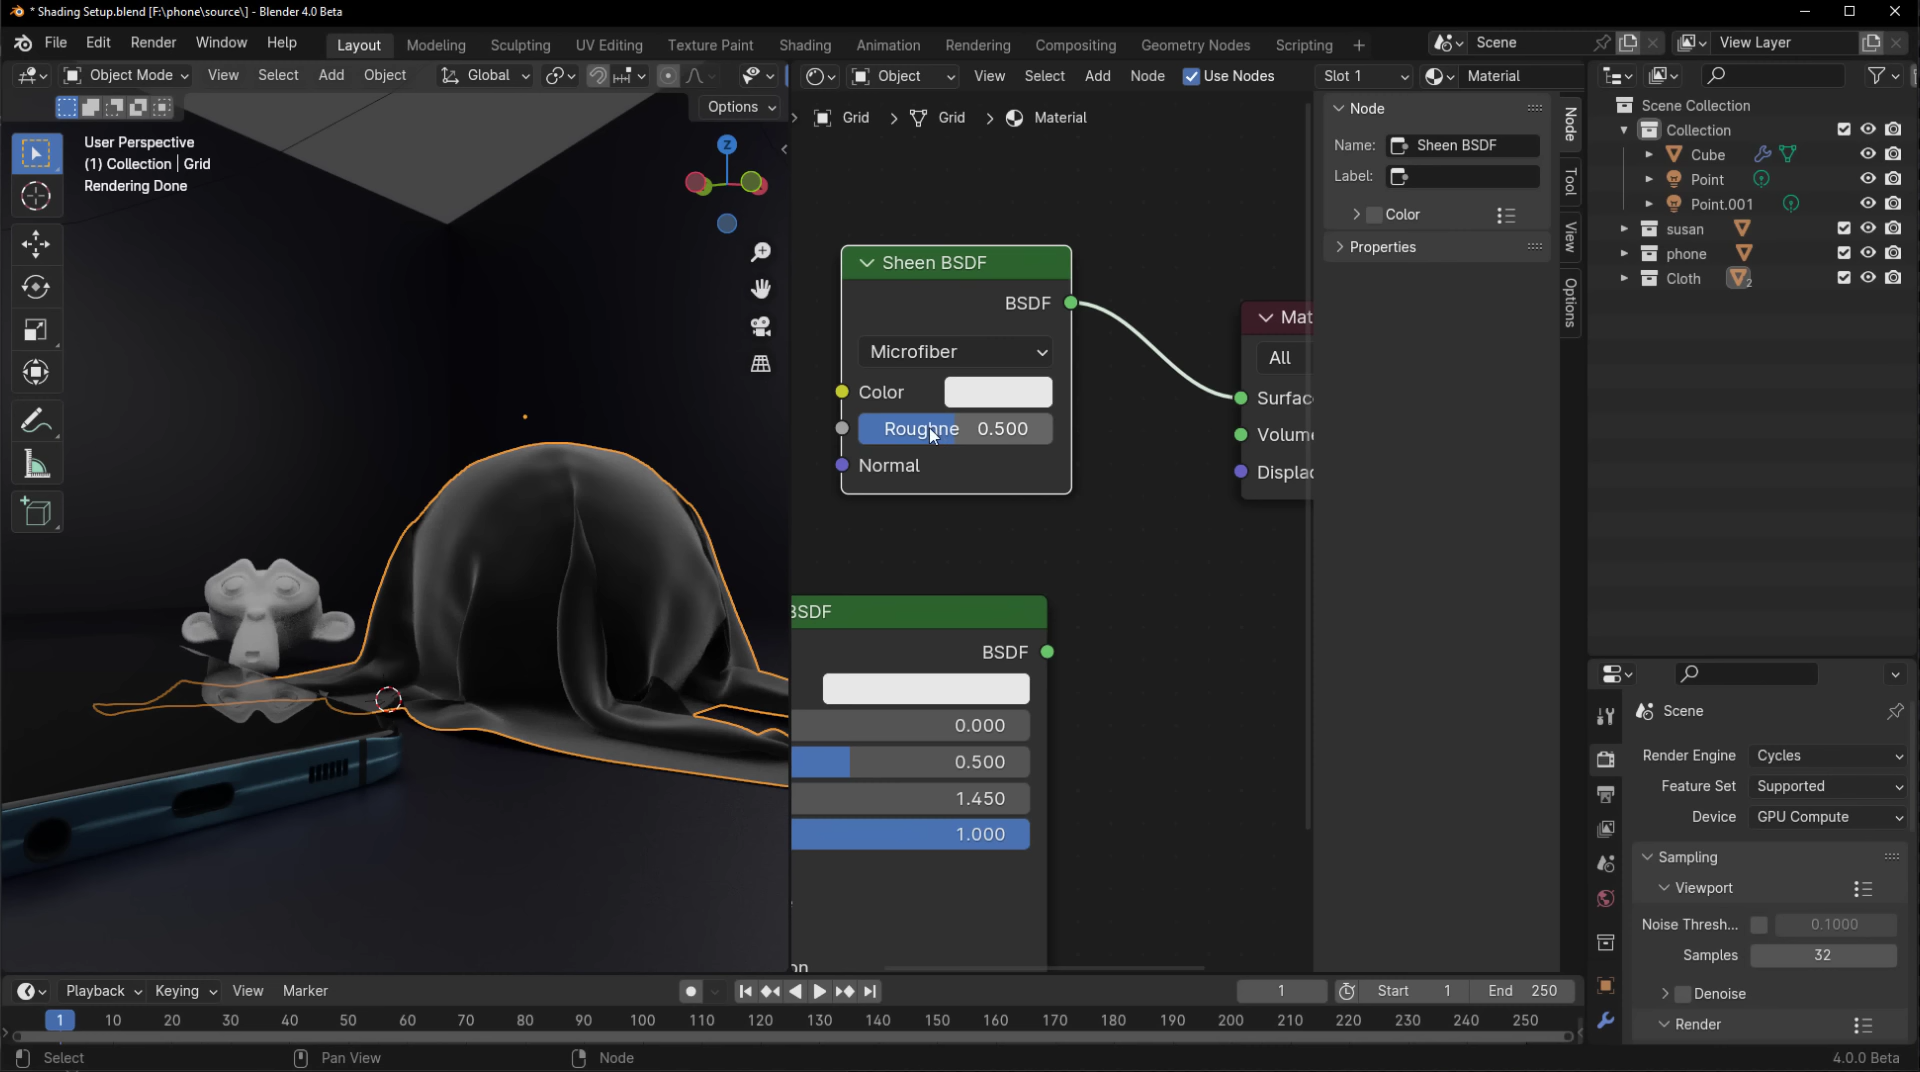 * Shading Setup.blend [F:\phone\source\] - Blender 4.0 Beta
File Edit Render Window Help Layout Modeling Sculpting UV Editing Texture Paint Shading Animation Rendering Compositing Geometry Nodes Scripting + Scene View Layer
Object Mode View Select Add Object Global
Object View Select Add Node Use Nodes Slot 1 Material
Options
User Perspective
(1) Collection | Grid
Rendering Done
Z
Grid Grid Material
Sheen BSDF
BSDF
Microfiber
Color
Roughne 0.500
Normal
Mat
All
Surfac
Volume
Displac
BSDF
BSDF
0.000
0.500
1.450
1.000
on
Node
Name: Sheen BSDF
Label:
Color
Properties
Node
Tool
View
Options
Scene Collection
Collection
Cube
Point
Point.001
susan
phone
Cloth 2
Scene
Render Engine Cycles
Feature Set Supported
Device GPU Compute
Sampling
Viewport
Noise Thresh... 0.1000
Samples 32
Denoise
Render
Playback Keying View Marker 1 Start 1 End 250
1 10 20 30 40 50 60 70 80 90 100 110 120 130 140 150 160 170 180 190 200 210 220 230 240 250
Select Pan View Node 4.0.0 Beta